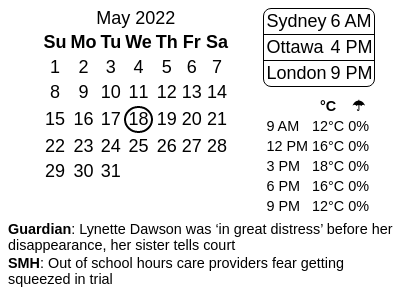 May 2022
Su Mo Tu We Th Fr Sa
1 2 3 4 5 6 7
8 9 10 11 12 13 14
15 16 17 18 19 20 21
22 23 24 25 26 27 28
29 30 31
Sydney 6 AM
Ottawa 4 PM
London 9 PM
°C ☂
9 AM 12°C 0%
12 PM 16°C 0%
3 PM 18°C 0%
6 PM 16°C 0%
9 PM 12°C 0%
Guardian: Lynette Dawson was ‘in great distress’ before her
disappearance, her sister tells court
SMH: Out of school hours care providers fear getting
squeezed in trial